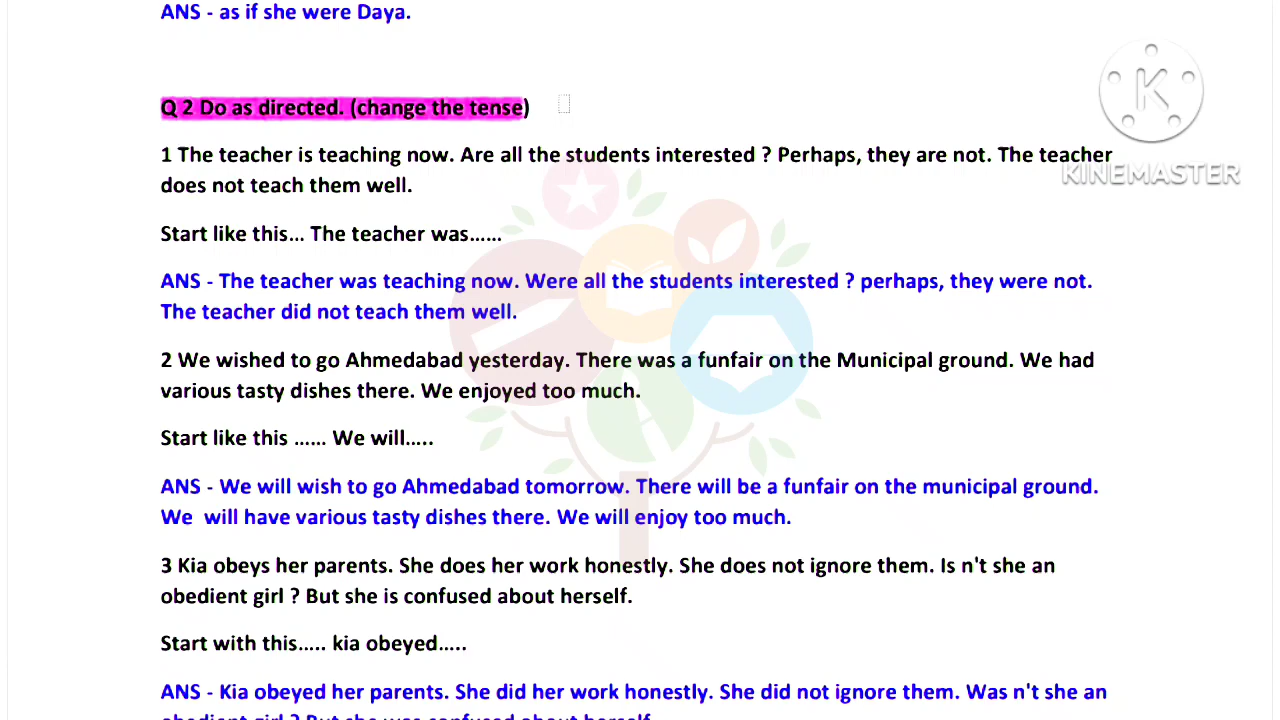 ANS - as if she were Daya.
Q 2 Do as directed. (change the tense)
1 The teacher is teaching now. Are all the students interested ? Perhaps, they are not. The teacher
does not teach them well.
Start like this... The teacher was......
ANS - The teacher was teaching now. Were all the students interested ? perhaps, they were not.
The teacher did not teach them well.
2 We wished to go Ahmedabad yesterday. There was a funfair on the Municipal ground. We had
various tasty dishes there. We enjoyed too much.
Start like this ...... We will.....
ANS - We will wish to go Ahmedabad tomorrow. There will be a funfair on the municipal ground.
We  will have various tasty dishes there. We will enjoy too much.
3 Kia obeys her parents. She does her work honestly. She does not ignore them. Is n't she an
obedient girl ? But she is confused about herself.
Start with this..... kia obeyed.....
ANS - Kia obeyed her parents. She did her work honestly. She did not ignore them. Was n't she an
obedient girl ? But she was confused about herself.
K
KINEMASTER